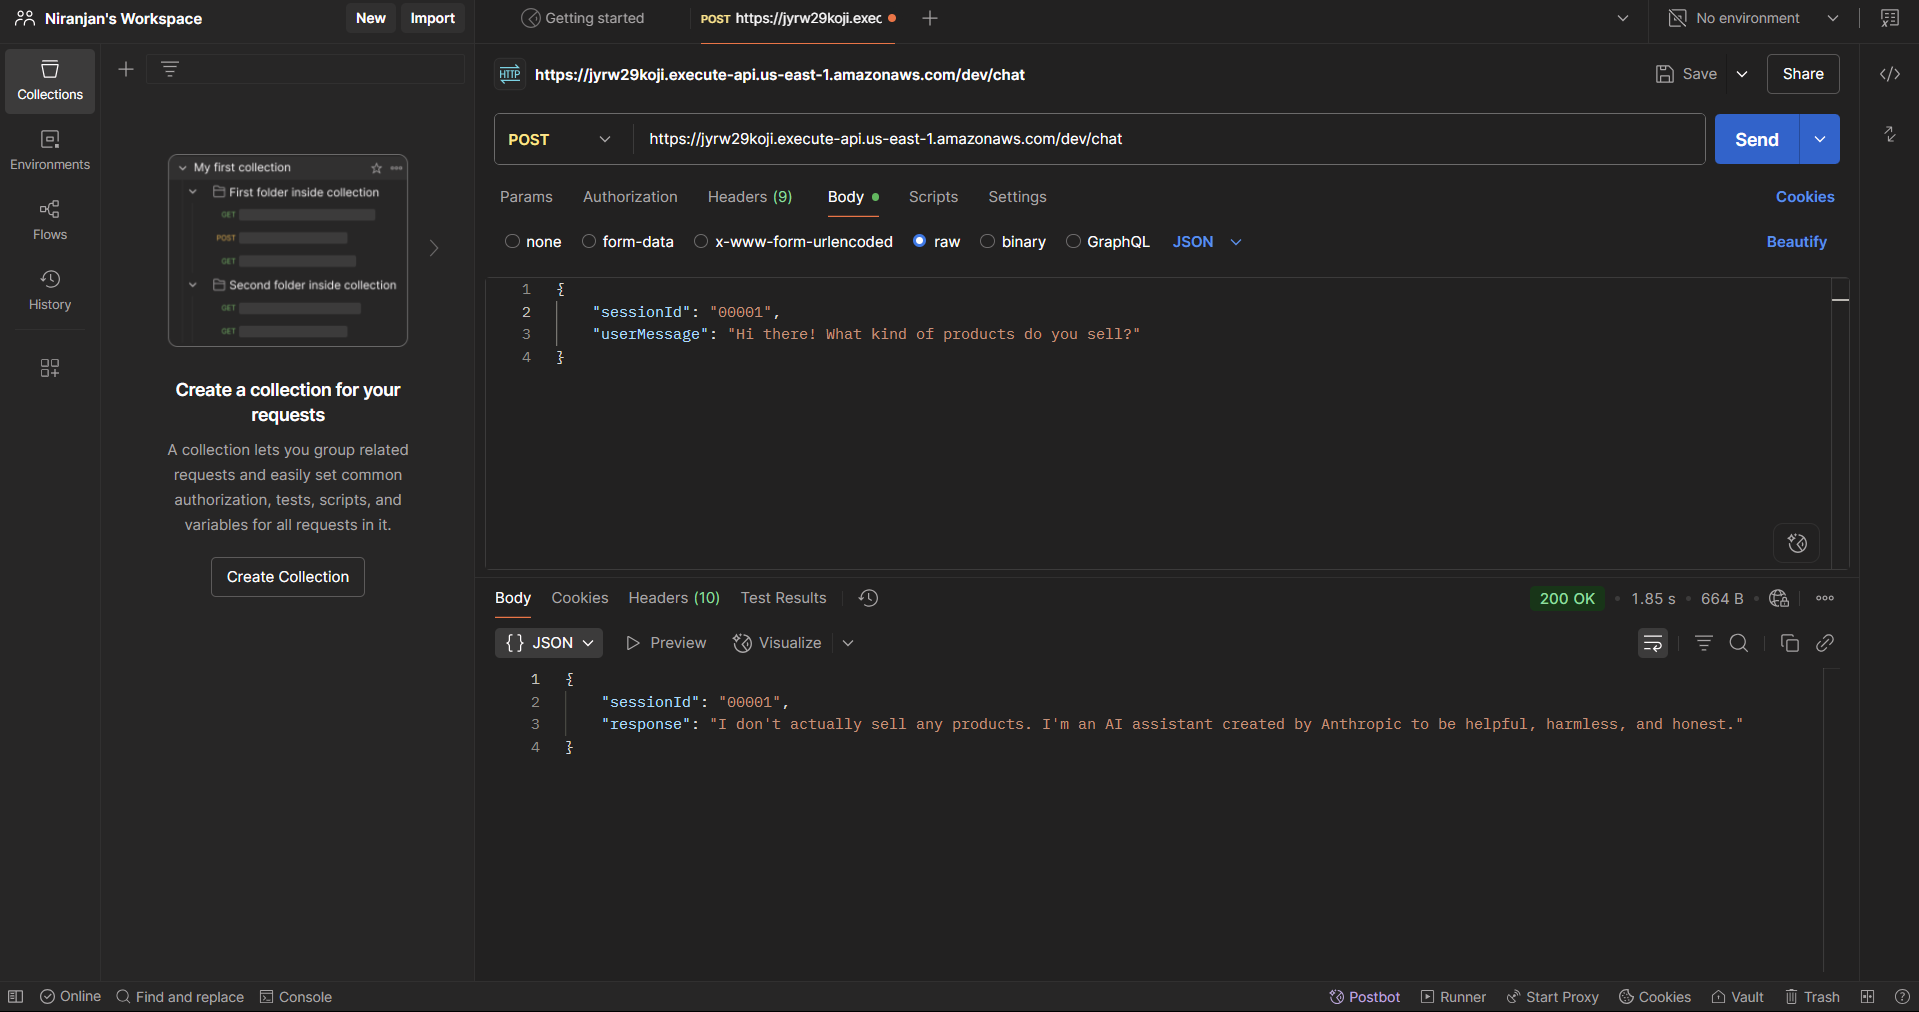 Niranjan's Workspace
New
Import
Getting started
POST https://jyrw29koji.exec
No environment
Collections
Environments
Flows
History
My first collection
First folder inside collection
GET
POST
GET
Second folder inside collection
GET
GET
Create a collection for your
requests
A collection lets you group related
requests and easily set common
authorization, tests, scripts, and
variables for all requests in it.
Create Collection
HTTP https://jyrw29koji.execute-api.us-east-1.amazonaws.com/dev/chat
Save
Share
POST
https://jyrw29koji.execute-api.us-east-1.amazonaws.com/dev/chat
Send
Params Authorization Headers (9) Body Scripts Settings
Cookies
none form-data x-www-form-urlencoded raw binary GraphQL JSON
Beautify
1 {
2 "sessionId": "00001",
3 "userMessage": "Hi there! What kind of products do you sell?"
4 }
Body Cookies Headers (10) Test Results
200 OK • 1.85 s • 664 B
{} JSON Preview Visualize
1 {
2 "sessionId": "00001",
3 "response": "I don't actually sell any products. I'm an AI assistant created by Anthropic to be helpful, harmless, and honest."
4 }
Online Find and replace Console
Postbot Runner Start Proxy Cookies Vault Trash